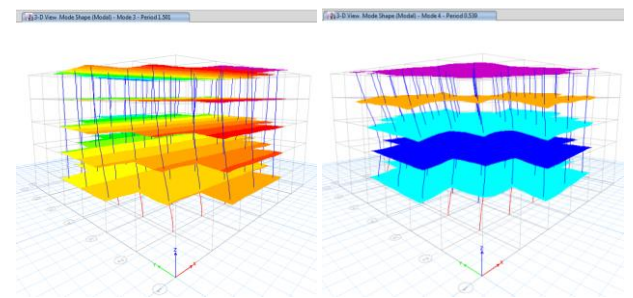 3-D View Mode Shape (Modal) - Mode 3 - Period 1.501
3-D View Mode Shape (Modal) - Mode 4 - Period 0.539
Z
Y
X
Z
Y
X